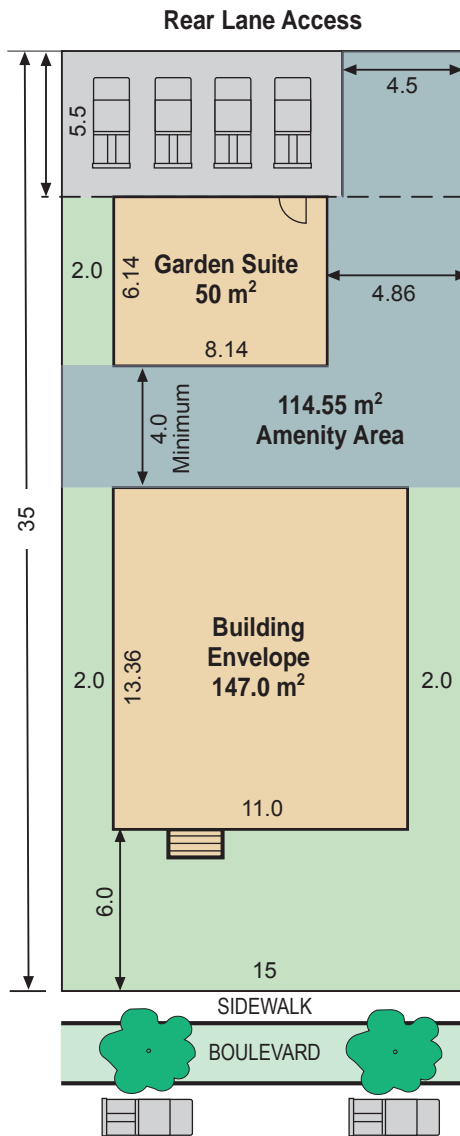 Rear Lane Access
4.5
5.5
35
2.0
6.14
Garden Suite
50 m²
8.14
4.86
4.0
Minimum
114.55 m²
Amenity Area
Building
Envelope
147.0 m²
2.0
13.36
2.0
11.0
6.0
15
SIDEWALK
BOULEVARD